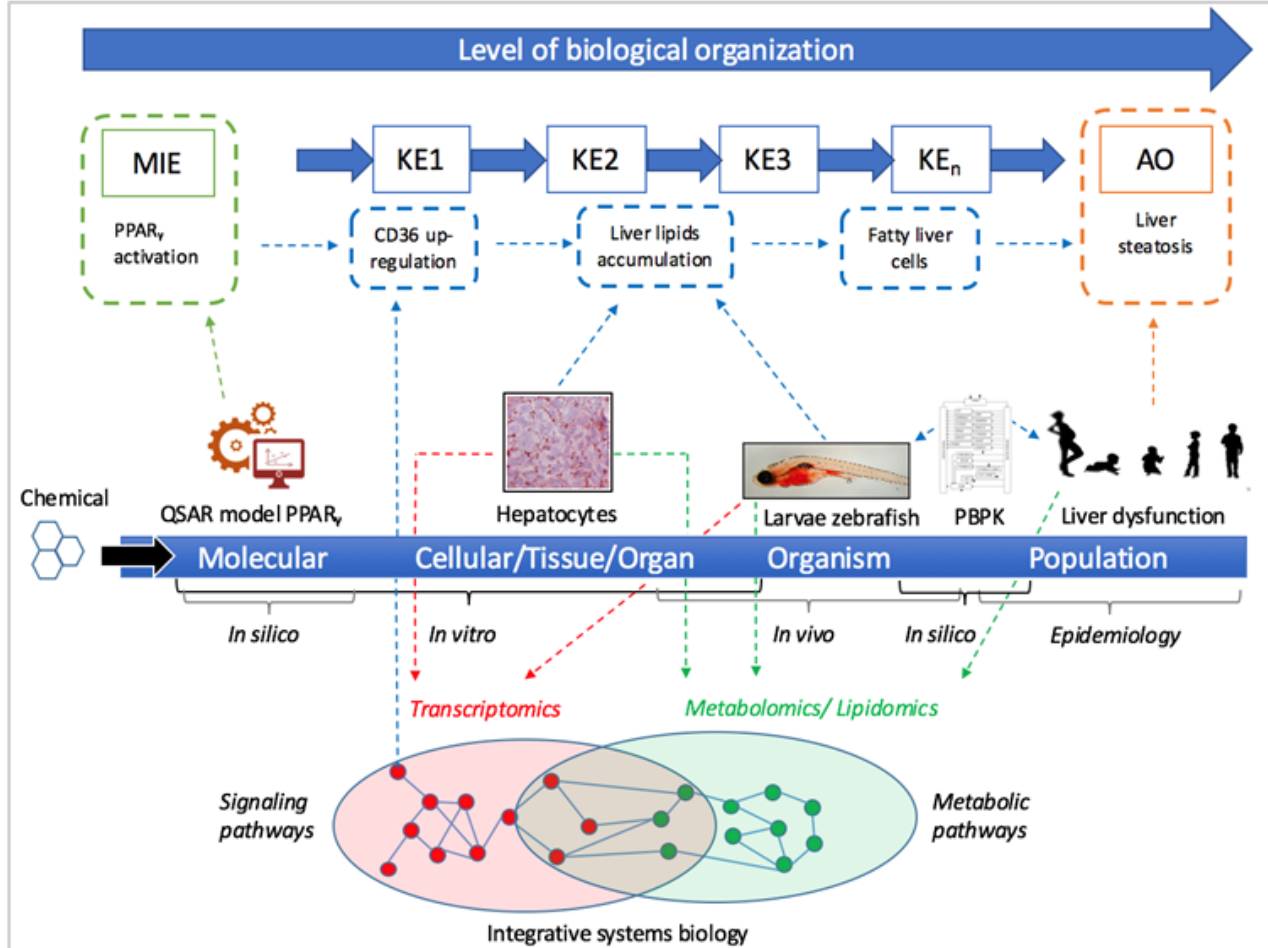 Level of biological organization
MIE
KE1
KE2
KE3
KEn
AO
PPARγ
activation
CD36 up-
regulation
Liver lipids
accumulation
Fatty liver
cells
Liver
steatosis
Chemical
QSAR model PPARγ
Hepatocytes
Larvae zebrafish
PBPK
Liver dysfunction
Molecular
Cellular/Tissue/Organ
Organism
Population
In silico
In vitro
In vivo
In silico
Epidemiology
Transcriptomics
Metabolomics/ Lipidomics
Signaling
pathways
Metabolic
pathways
Integrative systems biology